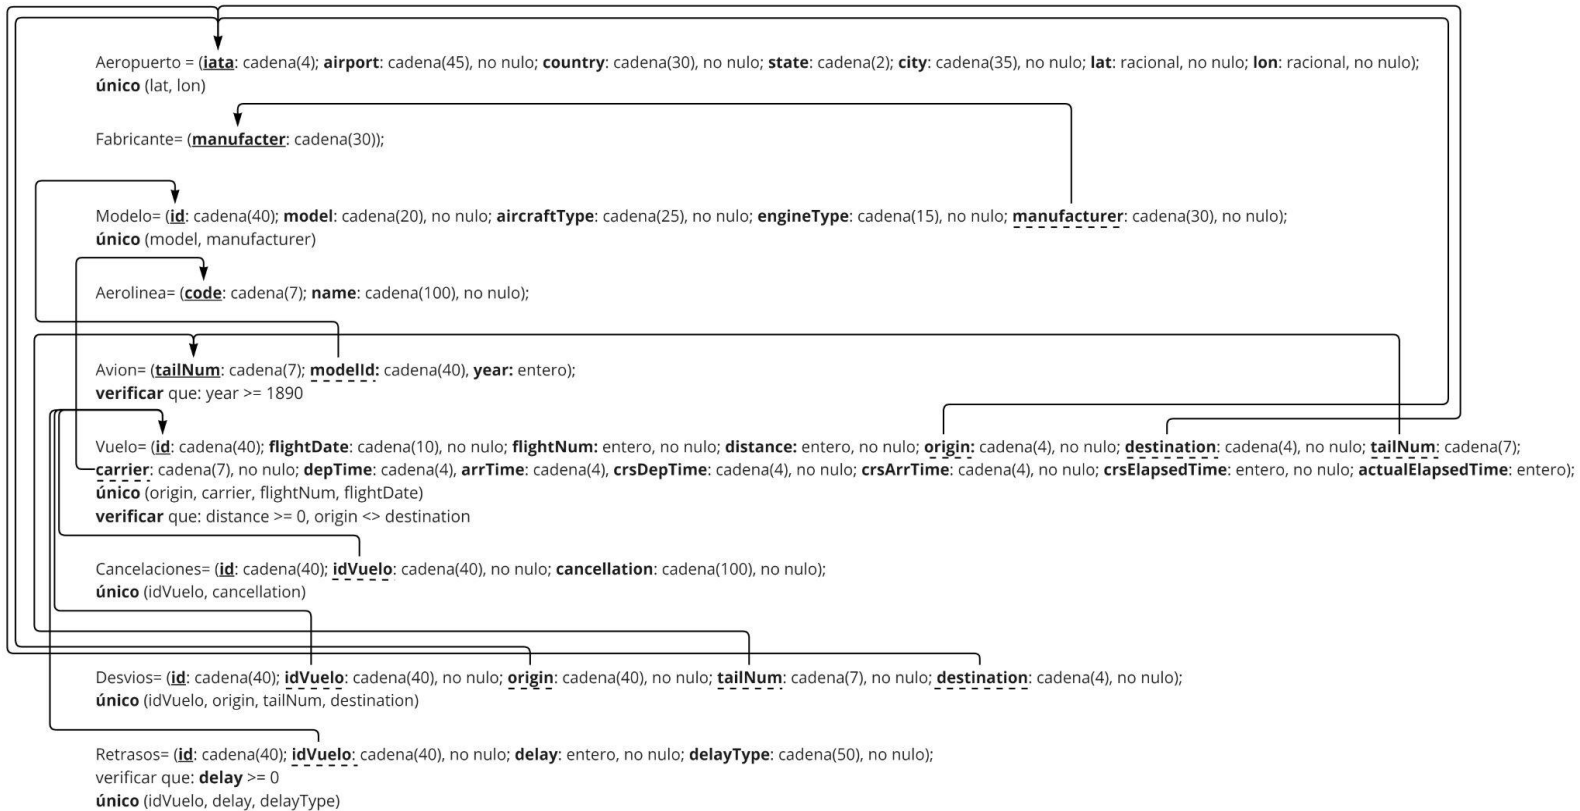 Aeropuerto = (iata: cadena(4); airport: cadena(45), no nulo; country: cadena(30), no nulo; state: cadena(2); city: cadena(35), no nulo; lat: racional, no nulo; lon: racional, no nulo);
único (lat, lon)
Fabricante= (manufacter: cadena(30));
Modelo= (id: cadena(40); model: cadena(20), no nulo; aircraftType: cadena(25), no nulo; engineType: cadena(15), no nulo; manufacturer: cadena(30), no nulo);
único (model, manufacturer)
Aerolinea= (code: cadena(7); name: cadena(100), no nulo);
Avion= (tailNum: cadena(7); modelId: cadena(40), year: entero);
verificar que: year >= 1890
Vuelo= (id: cadena(40); flightDate: cadena(10), no nulo; flightNum: entero, no nulo; distance: entero, no nulo; origin: cadena(4), no nulo; destination: cadena(4), no nulo; tailNum: cadena(7);
carrier: cadena(7), no nulo; depTime: cadena(4), arrTime: cadena(4), crsDepTime: cadena(4), no nulo; crsArrTime: cadena(4), no nulo; crsElapsedTime: entero, no nulo; actualElapsedTime: entero);
único (origin, carrier, flightNum, flightDate)
verificar que: distance >= 0, origin <> destination
Cancelaciones= (id: cadena(40); idVuelo: cadena(40), no nulo; cancellation: cadena(100), no nulo);
único (idVuelo, cancellation)
Desvios= (id: cadena(40); idVuelo: cadena(40), no nulo; origin: cadena(40), no nulo; tailNum: cadena(7), no nulo; destination: cadena(4), no nulo);
único (idVuelo, origin, tailNum, destination)
Retrasos= (id: cadena(40); idVuelo: cadena(40), no nulo; delay: entero, no nulo; delayType: cadena(50), no nulo);
verificar que: delay >= 0
único (idVuelo, delay, delayType)